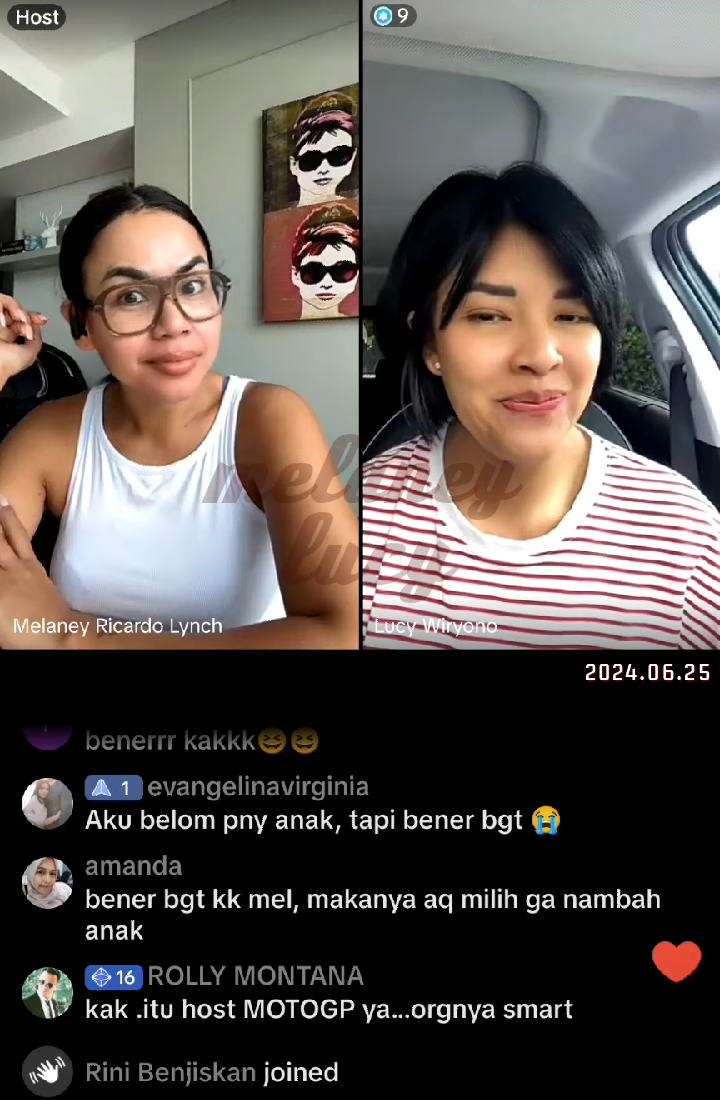 Host
9
melaney
lucy
Melaney Ricardo Lynch
Lucy Wiryono
2024.06.25
benerrr kakkk😆😆
1 evangelinavirginia
Aku belom pny anak, tapi bener bgt 😭
amanda
bener bgt kk mel, makanya aq milih ga nambah
anak
16 ROLLY MONTANA
kak .itu host MOTOGP ya...orgnya smart
Rini Benjiskan joined